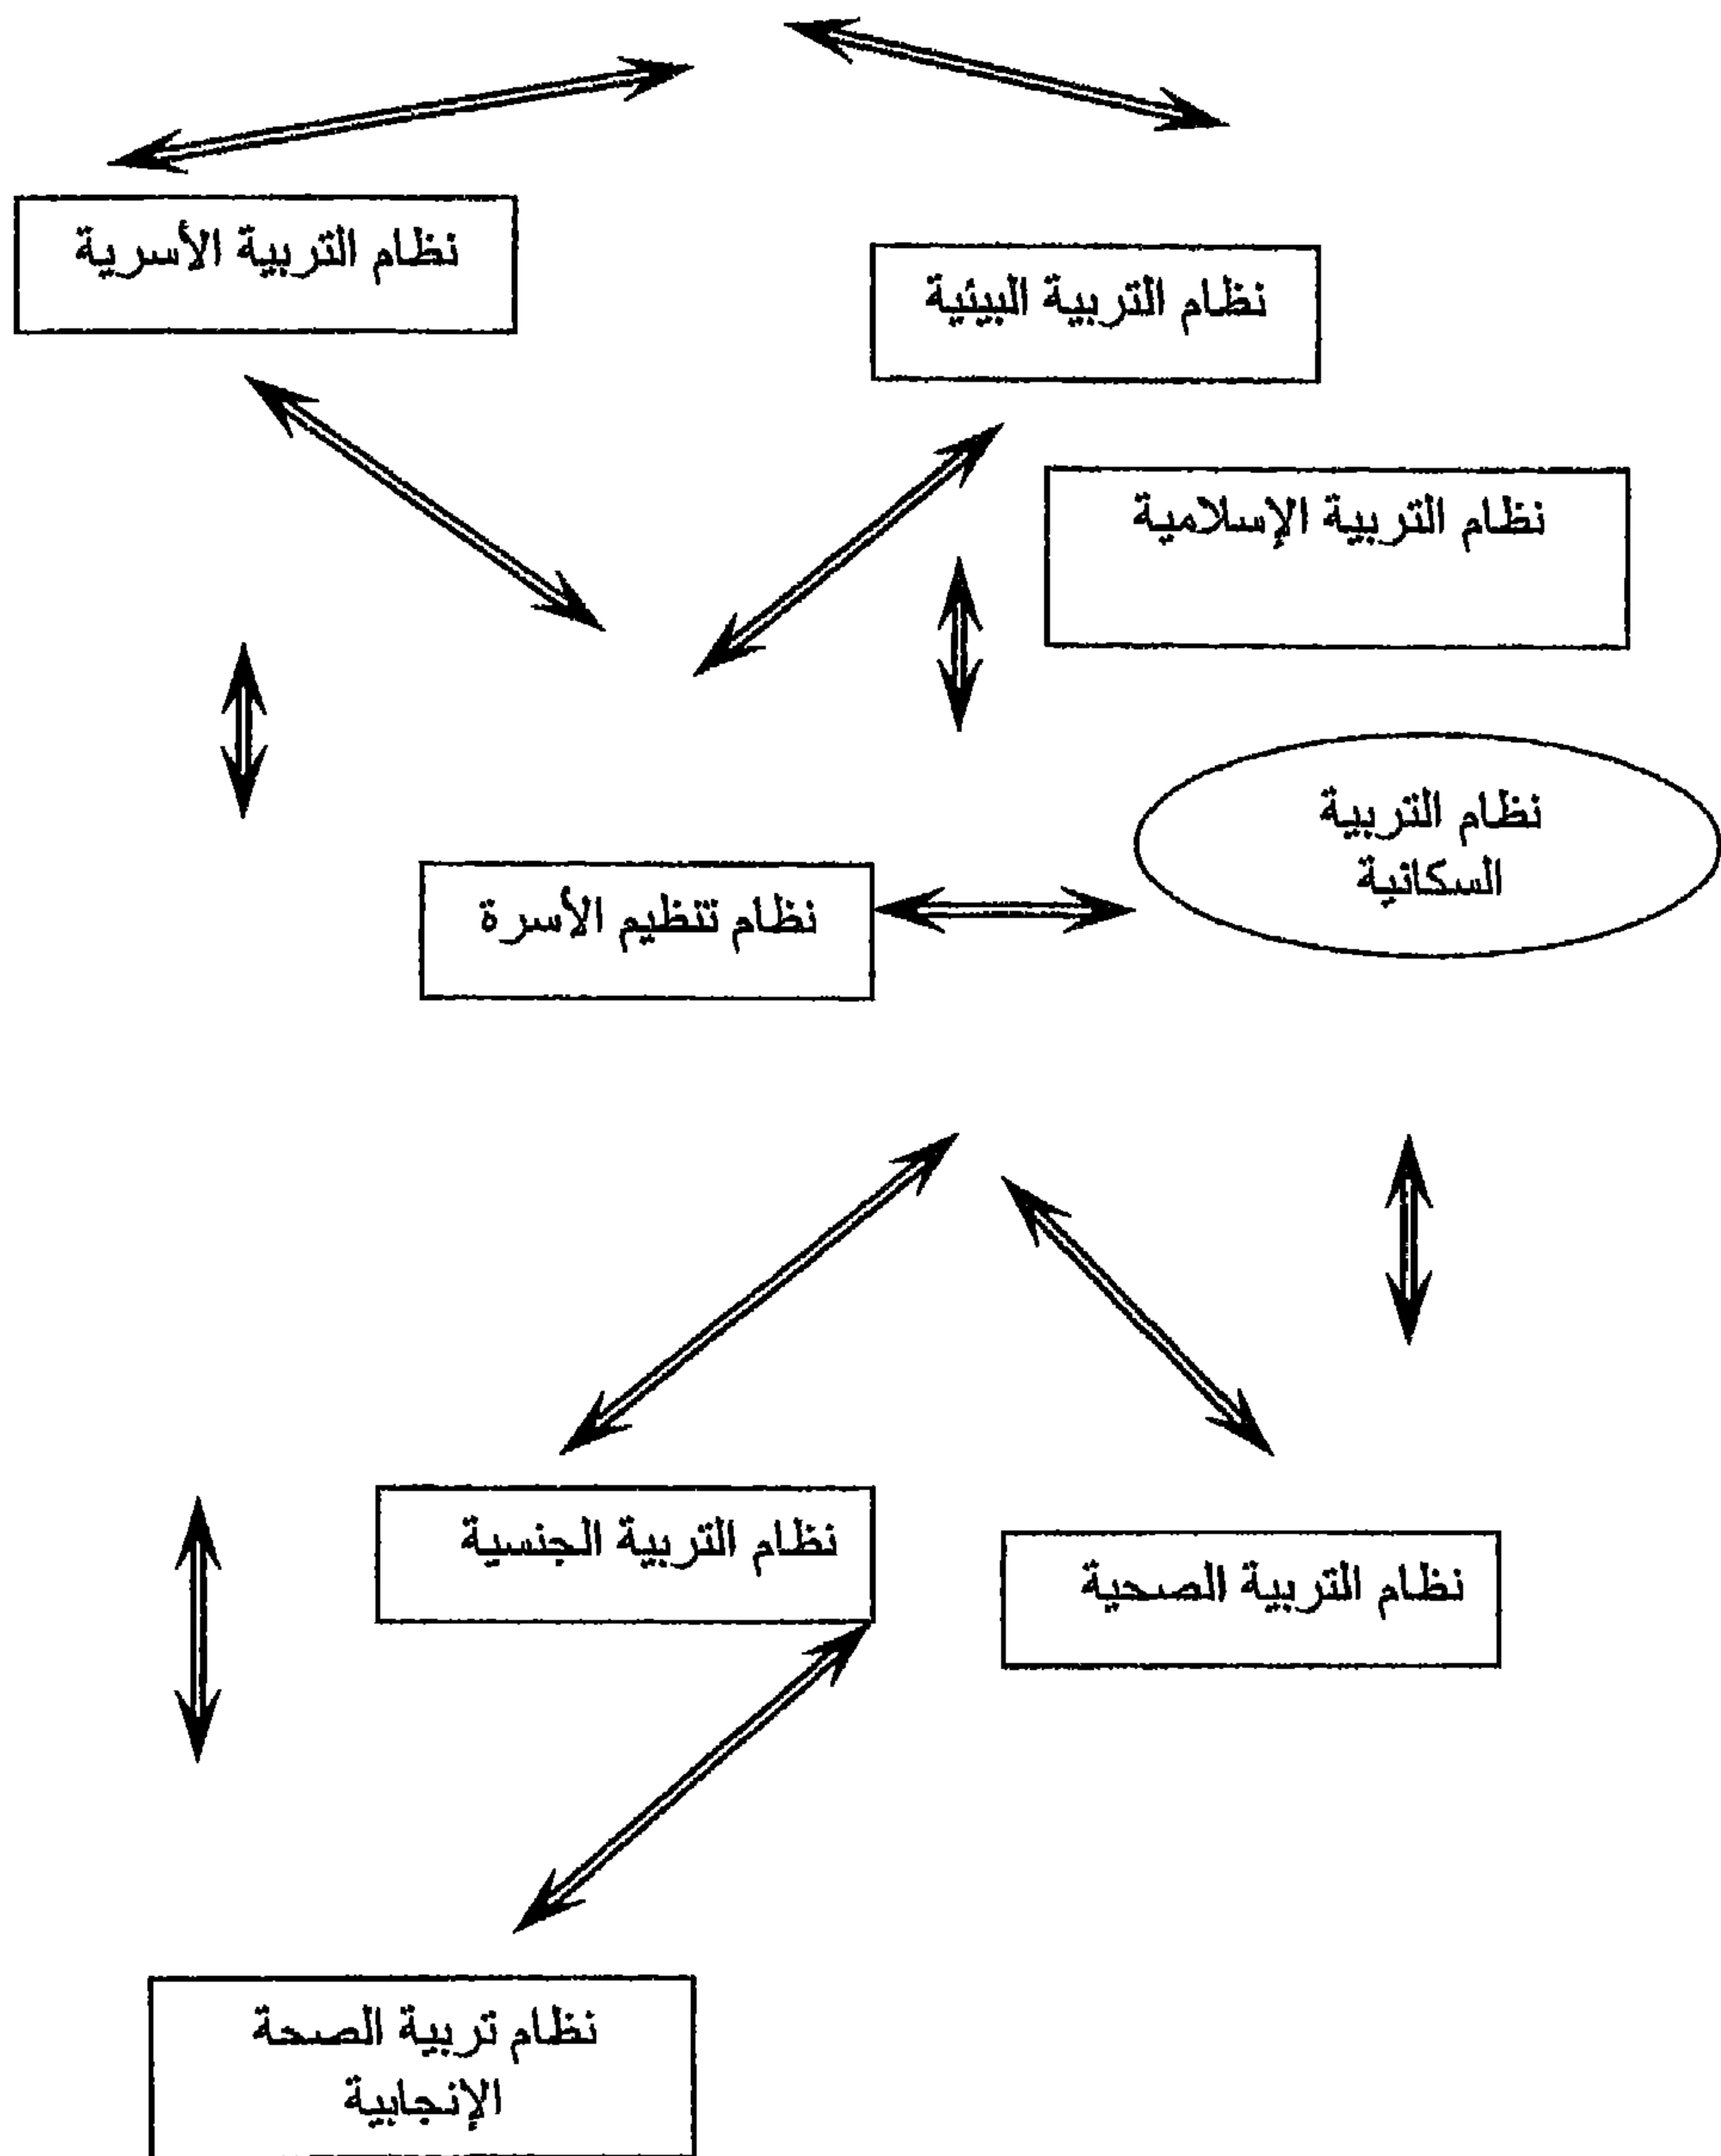 نظام التربية الأسرية
نظام التربية البيئية
نظام التربية الإسلامية
نظام التربية
السكانية
نظام تنظيم الأسرة
نظام التربية الجنسية
نظام التربية الصحية
نظام تربية الصحة
الإنجابية